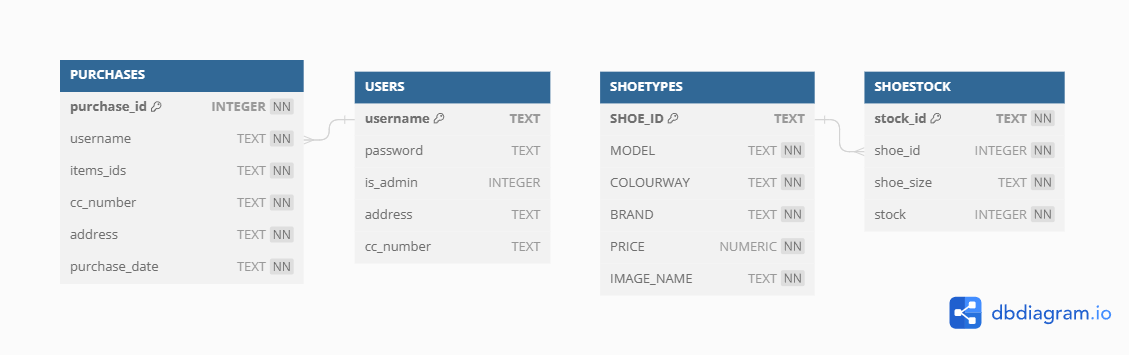 PURCHASES
purchase_id INTEGER NN
username TEXT NN
items_ids TEXT NN
cc_number TEXT NN
address TEXT NN
purchase_date TEXT NN
USERS
username TEXT
password TEXT
is_admin INTEGER
address TEXT
cc_number TEXT
SHOETYPES
SHOE_ID TEXT
MODEL TEXT NN
COLOURWAY TEXT NN
BRAND TEXT NN
PRICE NUMERIC NN
IMAGE_NAME TEXT NN
SHOESTOCK
stock_id TEXT NN
shoe_id INTEGER NN
shoe_size TEXT NN
stock INTEGER NN
dbdiagram.io